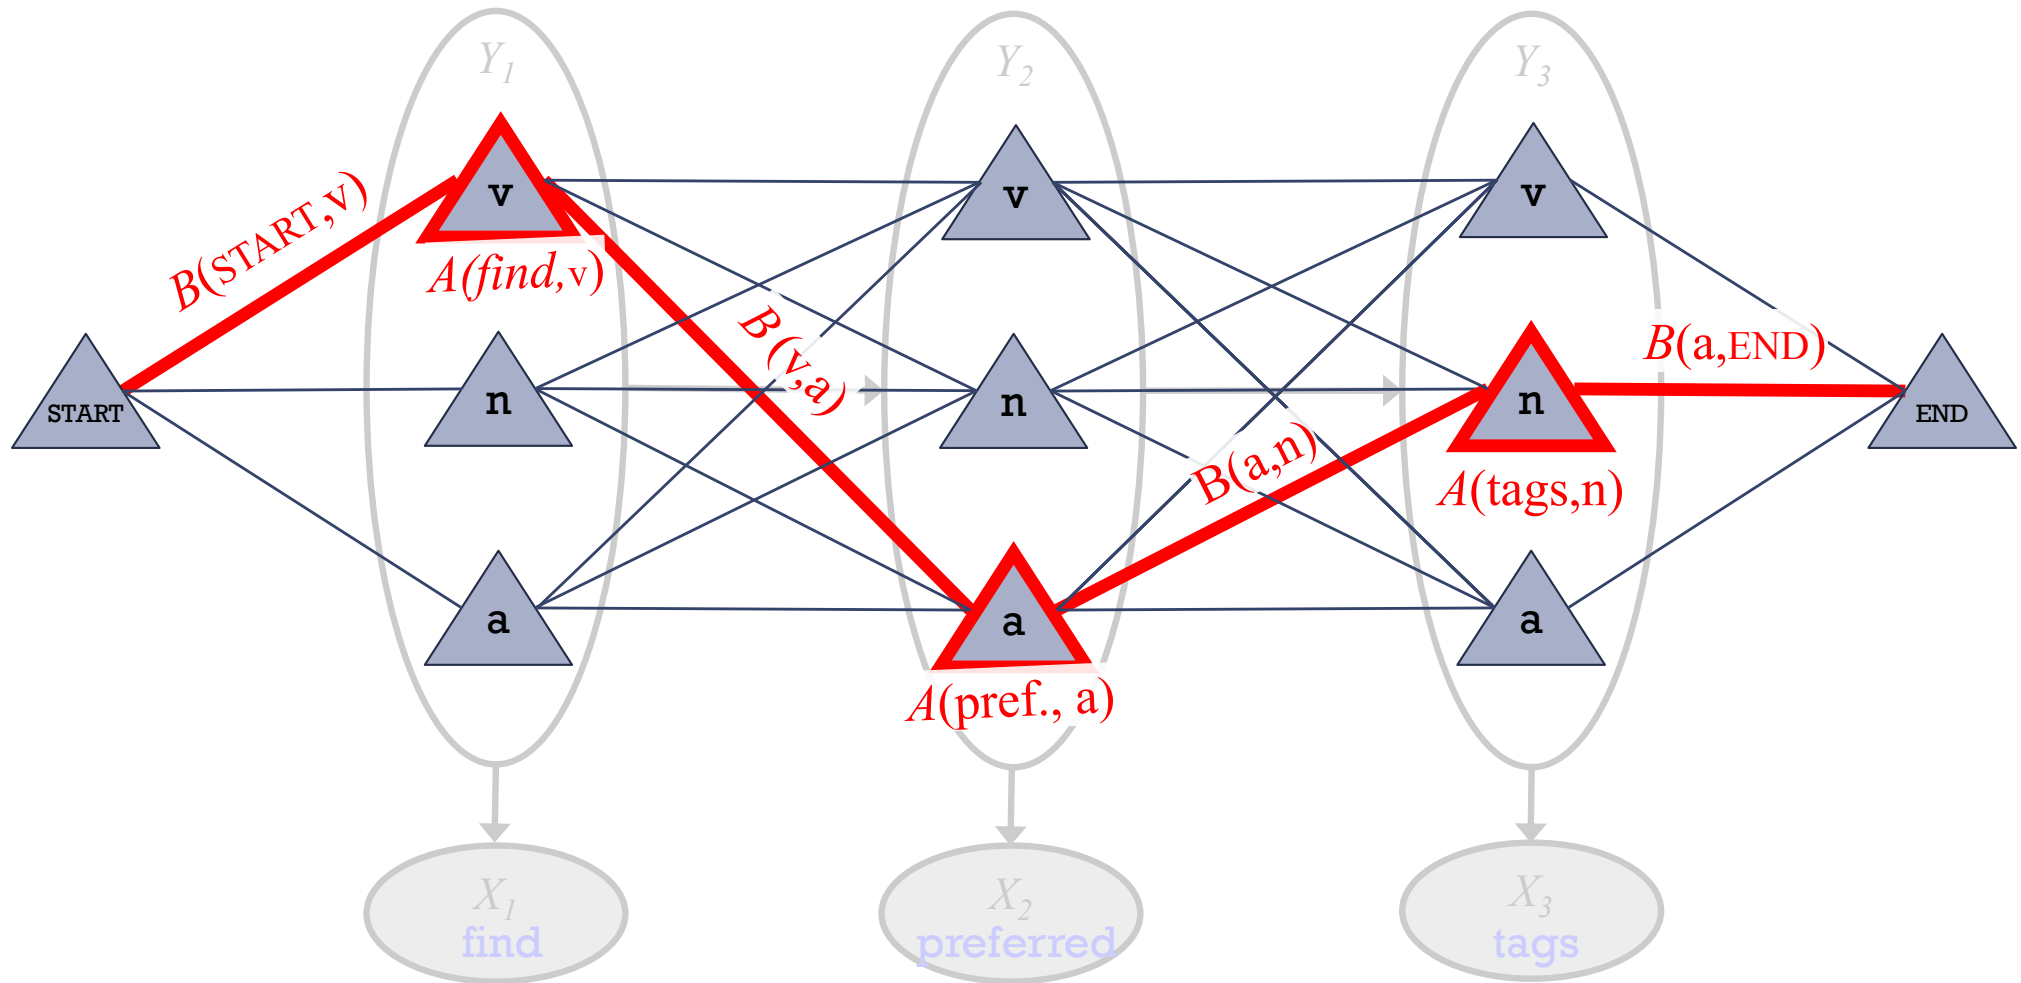 Y1 Y2 Y3
B(START,v)
v v v
A(find,v)
B (v,a)
B(a,END)
START n n n END
B(a,n)
A(tags,n)
a a a
A(pref., a)
X1 X2 X3
find preferred tags